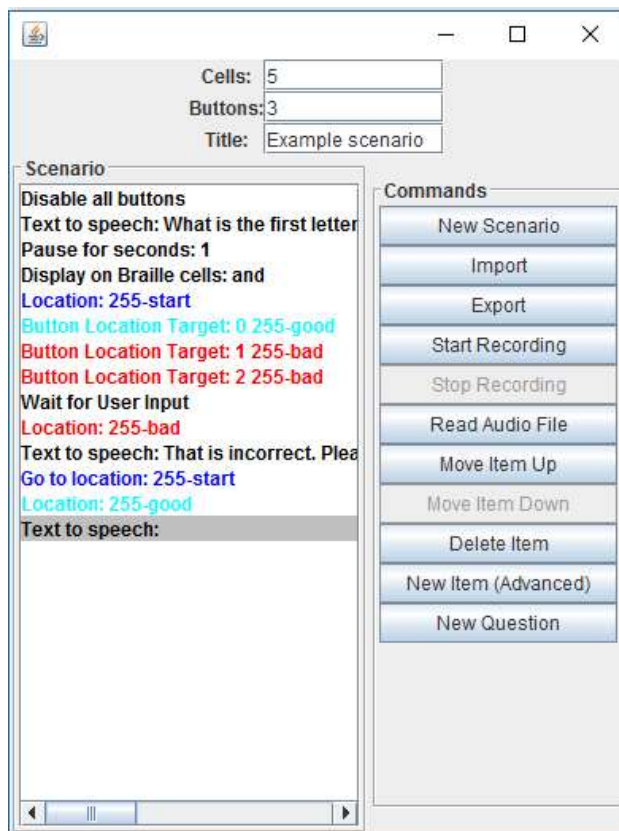 Cells: 5
Buttons: 3
Title: Example scenario
Scenario
Disable all buttons
Text to speech: What is the first letter
Pause for seconds: 1
Display on Braille cells: and
Location: 255-start
Button Location Target: 0 255-good
Button Location Target: 1 255-bad
Button Location Target: 2 255-bad
Wait for User Input
Location: 255-bad
Text to speech: That is incorrect. Plea
Go to location: 255-start
Location: 255-good
Text to speech:
Commands
New Scenario
Import
Export
Start Recording
Stop Recording
Read Audio File
Move Item Up
Move Item Down
Delete Item
New Item (Advanced)
New Question